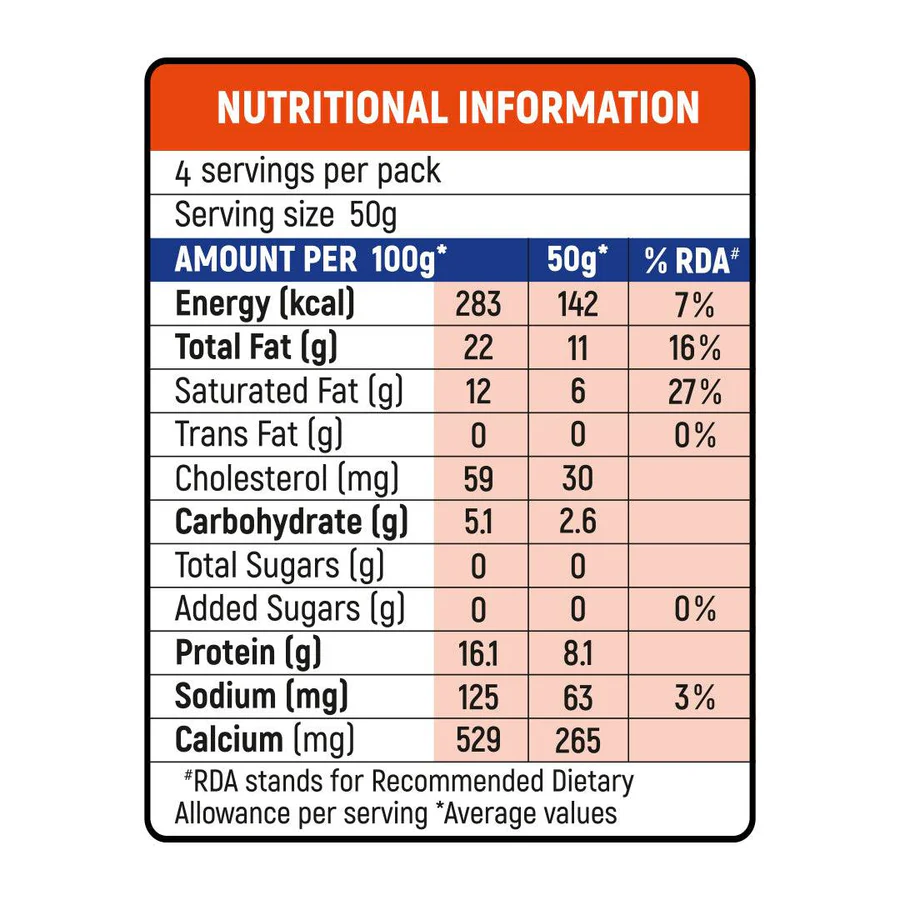 NUTRITIONAL INFORMATION
4 servings per pack
Serving size 50g
AMOUNT PER 100g* 50g* % RDA#
Energy (kcal) 283 142 7%
Total Fat (g) 22 11 16%
Saturated Fat (g) 12 6 27%
Trans Fat (g) 0 0 0%
Cholesterol (mg) 59 30
Carbohydrate (g) 5.1 2.6
Total Sugars (g) 0 0
Added Sugars (g) 0 0 0%
Protein (g) 16.1 8.1
Sodium (mg) 125 63 3%
Calcium (mg) 529 265
#RDA stands for Recommended Dietary
Allowance per serving *Average values